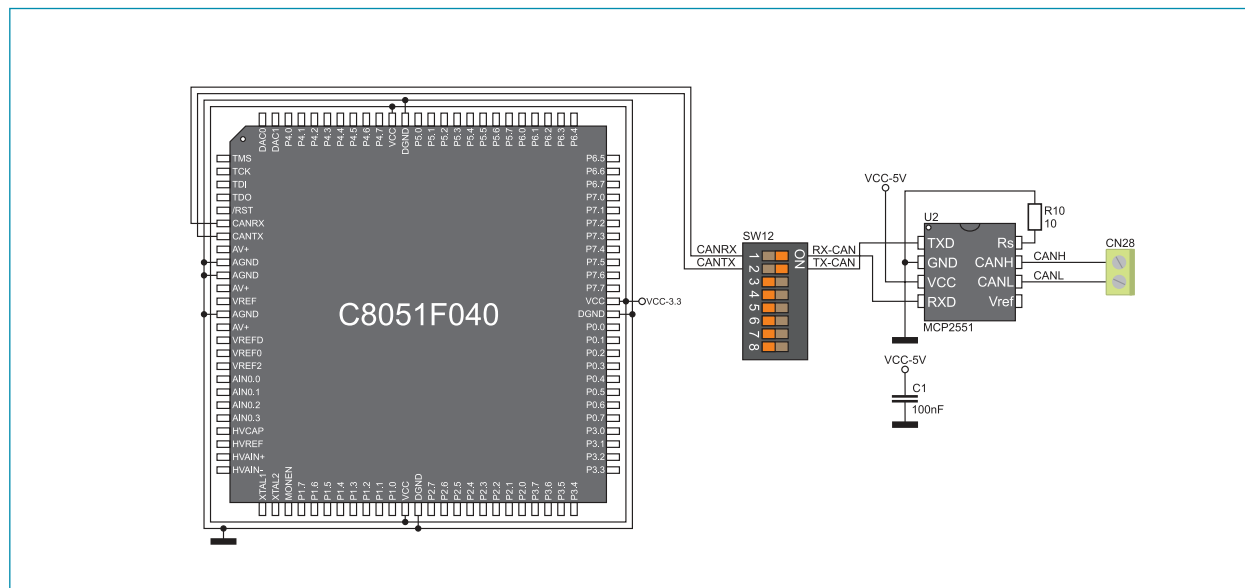 DAC0
DAC1
P4.0
P4.1
P4.2
P4.3
P4.4
P4.5
P4.6
P4.7
VCC
DGND
P5.0
P5.1
P5.2
P5.3
P5.4
P5.5
P5.6
P5.7
P6.0
P6.1
P6.2
P6.3
P6.4
TMS
TCK
TDI
TDO
/RST
CANRX
CANTX
AV+
AGND
AGND
AV+
VREF
AGND
AV+
VREFD
VREF0
VREF2
AIN0.0
AIN0.1
AIN0.2
AIN0.3
HVCAP
HVREF
HVAIN+
HVAIN-
C8051F040
P6.5
P6.6
P6.7
P7.0
P7.1
P7.2
P7.3
P7.4
P7.5
P7.6
P7.7
VCC
DGND
P0.0
P0.1
P0.2
P0.3
P0.4
P0.5
P0.6
P0.7
P3.0
P3.1
P3.2
P3.3
XTAL1
XTAL2
MONEN
P1.7
P1.6
P1.5
P1.4
P1.3
P1.2
P1.1
P1.0
VCC
DGND
P2.7
P2.6
P2.5
P2.4
P2.3
P2.2
P2.1
P2.0
P3.7
P3.6
P3.5
P3.4
VCC-3.3
SW12
CANRX
CANTX
1
2
3
4
5
6
7
8
ON
RX-CAN
TX-CAN
VCC-5V
U2
R10
10
TXD
GND
VCC
RXD
Rs
CANH
CANL
Vref
MCP2551
CANH
CANL
CN28
VCC-5V
C1
100nF